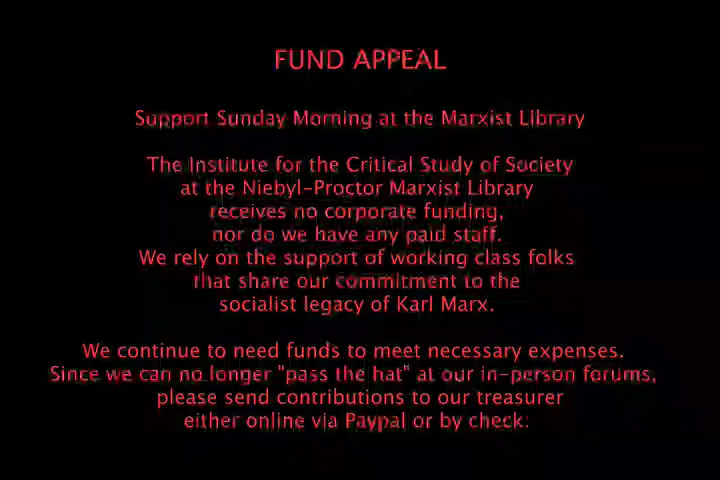 FUND APPEAL
Support Sunday Morning at the Marxist Library
The Institute for the Critical Study of Society
at the Niebyl-Proctor Marxist Library
receives no corporate funding,
nor do we have any paid staff.
We rely on the support of working class folks
that share our commitment to the
socialist legacy of Karl Marx.
We continue to need funds to meet necessary expenses.
Since we can no longer "pass the hat" at our in-person forums,
please send contributions to our treasurer
either online via Paypal or by check: